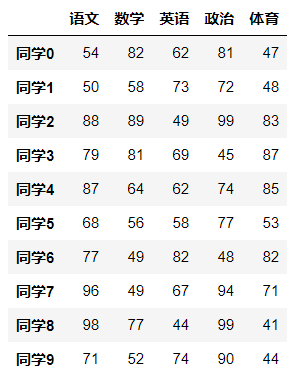 语文 数学 英语 政治 体育
同学0 54 82 62 81 47
同学1 50 58 73 72 48
同学2 88 89 49 99 83
同学3 79 81 69 45 87
同学4 87 64 62 74 85
同学5 68 56 58 77 53
同学6 77 49 82 48 82
同学7 96 49 67 94 71
同学8 98 77 44 99 41
同学9 71 52 74 90 44